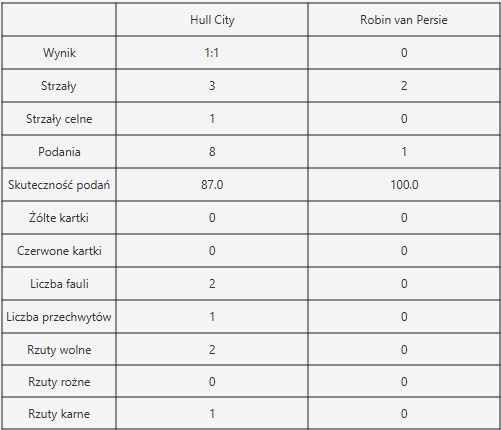 Hull City Robin van Persie
Wynik 1:1 0
Strzały 3 2
Strzały celne 1 0
Podania 8 1
Skuteczność podań 87.0 100.0
Żólte kartki 0 0
Czerwone kartki 0 0
Liczba fauli 2 0
Liczba przechwytów 1 0
Rzuty wolne 2 0
Rzuty rożne 0 0
Rzuty karne 1 0